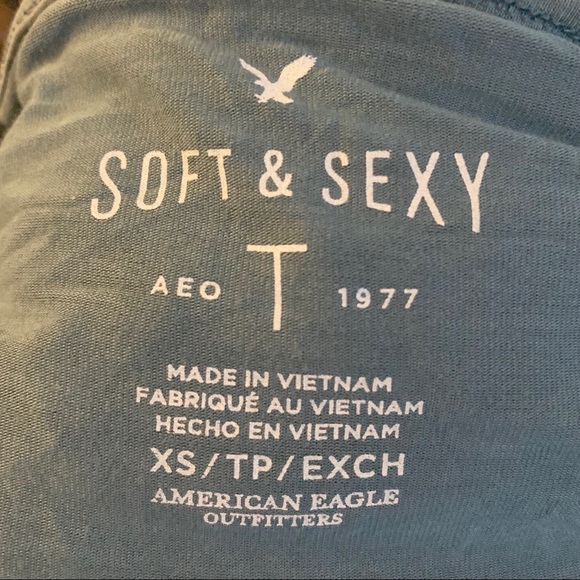 SOFT & SEXY
AEO T 1977
MADE IN VIETNAM
FABRIQUÉ AU VIETNAM
HECHO EN VIETNAM
XS/TP/EXCH
AMERICAN EAGLE
OUTFITTERS